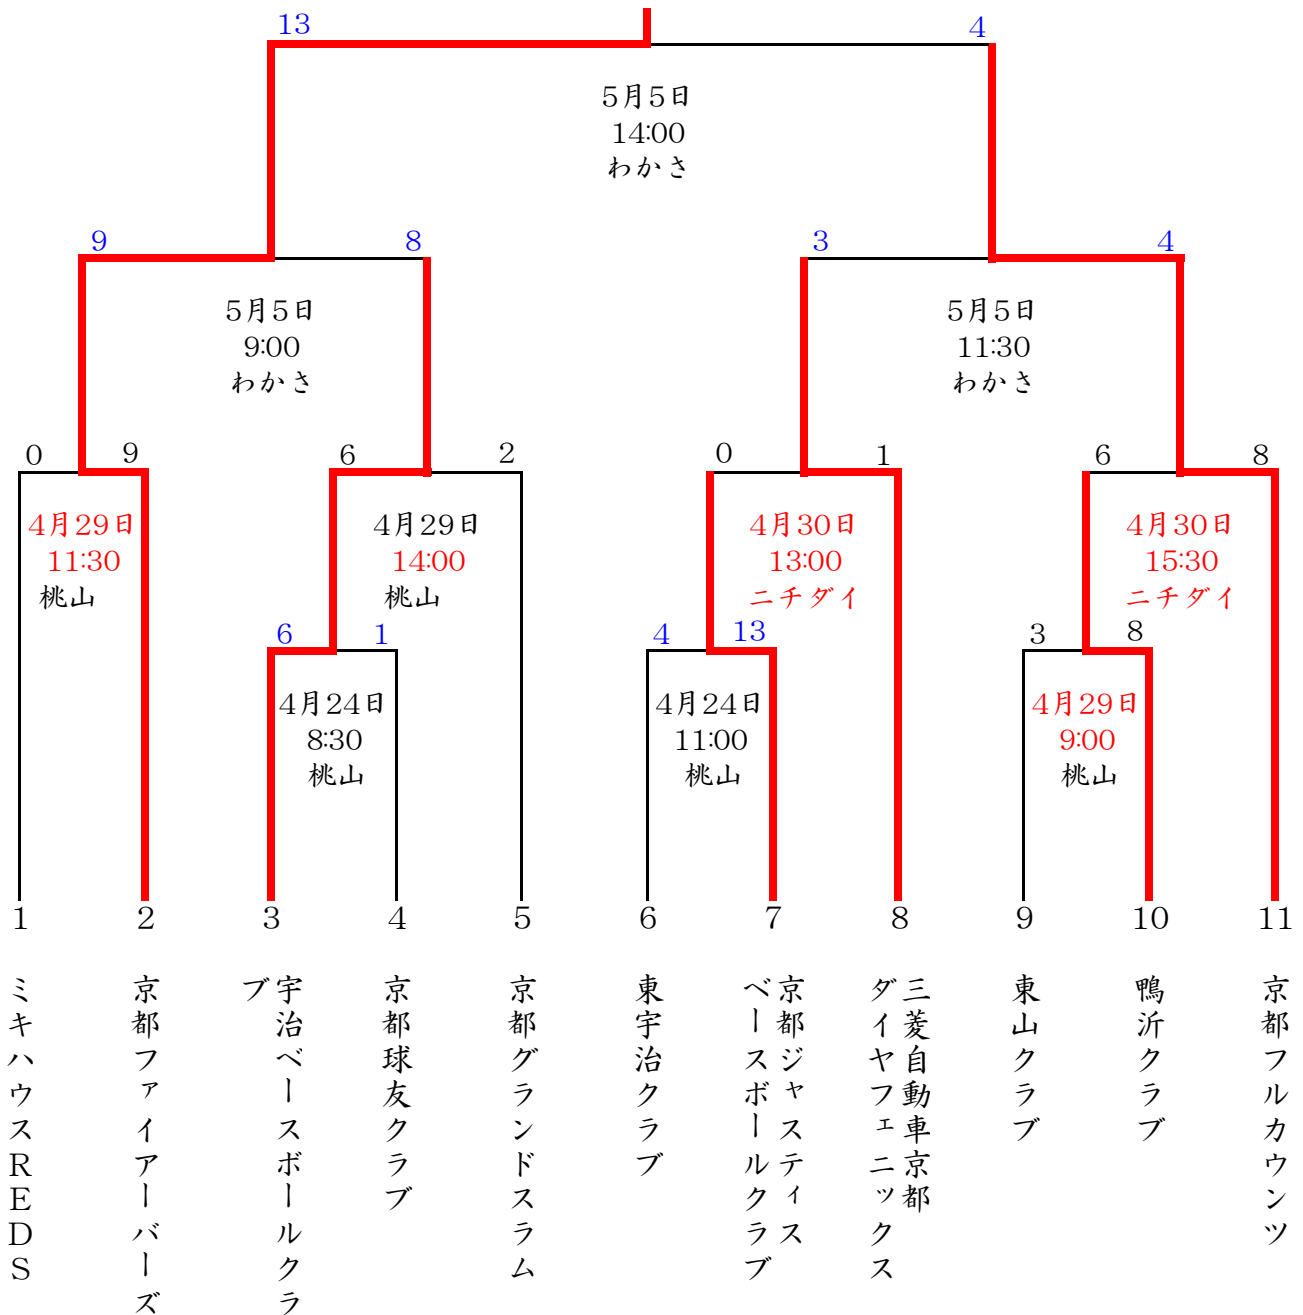 13
4
5月5日
14:00
わかさ
9
8
3
4
5月5日
9:00
わかさ
5月5日
11:30
わかさ
0
9
6
2
0
1
6
8
4月29日
11:30
桃山
4月29日
14:00
桃山
4月30日
13:00
ニチダイ
4月30日
15:30
ニチダイ
6
1
4
13
3
8
4月24日
8:30
桃山
4月24日
11:00
桃山
4月29日
9:00
桃山
1
2
3
4
5
6
7
8
9
10
11
ミキハウスREDS
京都ファイアーバーズ
宇治ベースボールクラ
ブ
京都球友クラブ
京都グランドスラム
東宇治クラブ
京都ジャスティス
ベースボールクラブ
三菱自動車京都
ダイヤフェニックス
東山クラブ
鴨沂クラブ
京都フルカウンツ